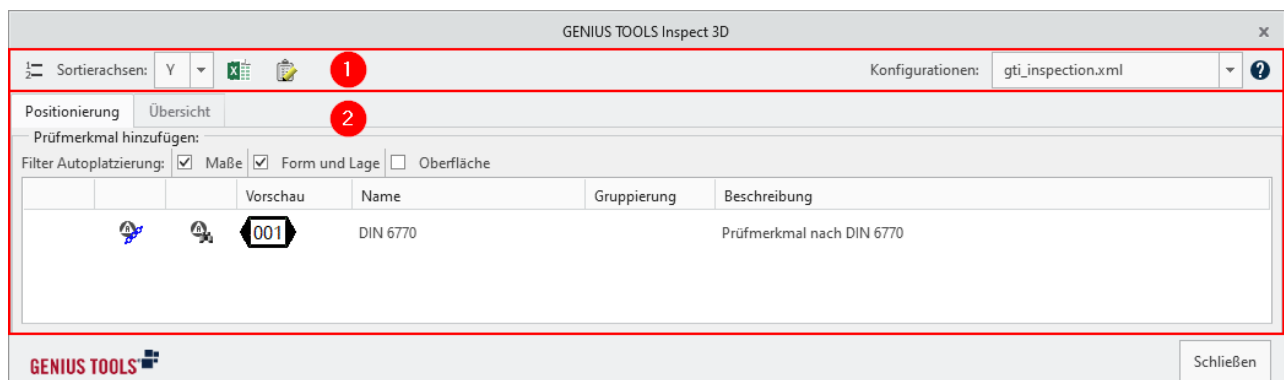 GENIUS TOOLS Inspect 3D
Sortierachsen: Y 1 Konfigurationen: gti_inspection.xml
Positionierung Übersicht 2
Prüfmerkmal hinzufügen:
Filter Autoplatzierung: Maße Form und Lage Oberfläche
Vorschau Name Gruppierung Beschreibung
001 DIN 6770 Prüfmerkmal nach DIN 6770
GENIUS TOOLS Schließen